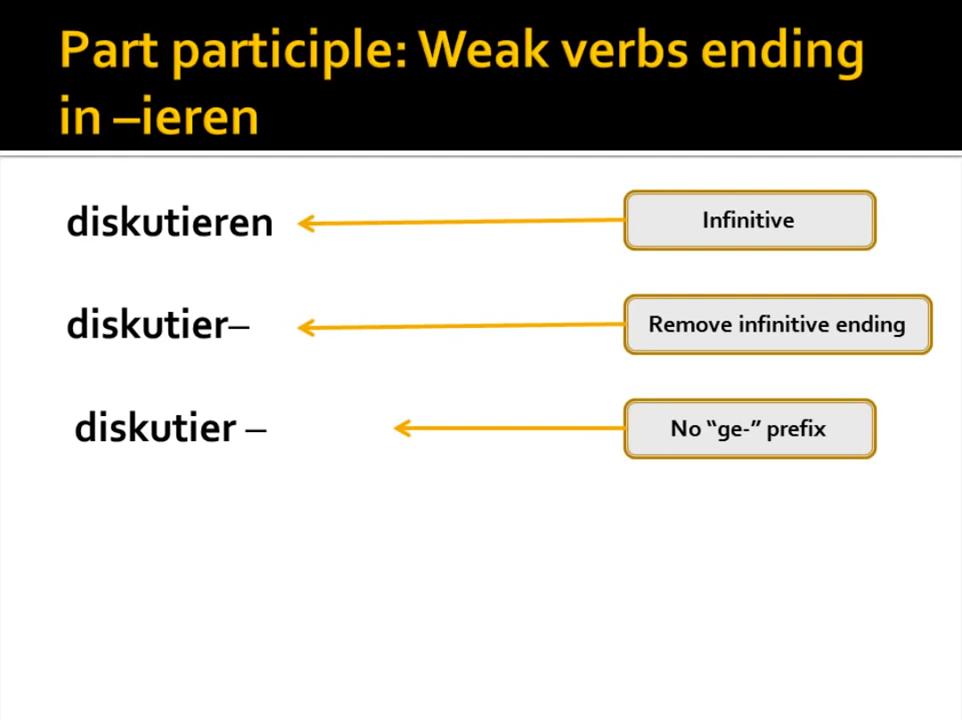 Part participle: Weak verbs ending
in –ieren
diskutieren
Infinitive
diskutier–
Remove infinitive ending
diskutier –
No “ge-” prefix